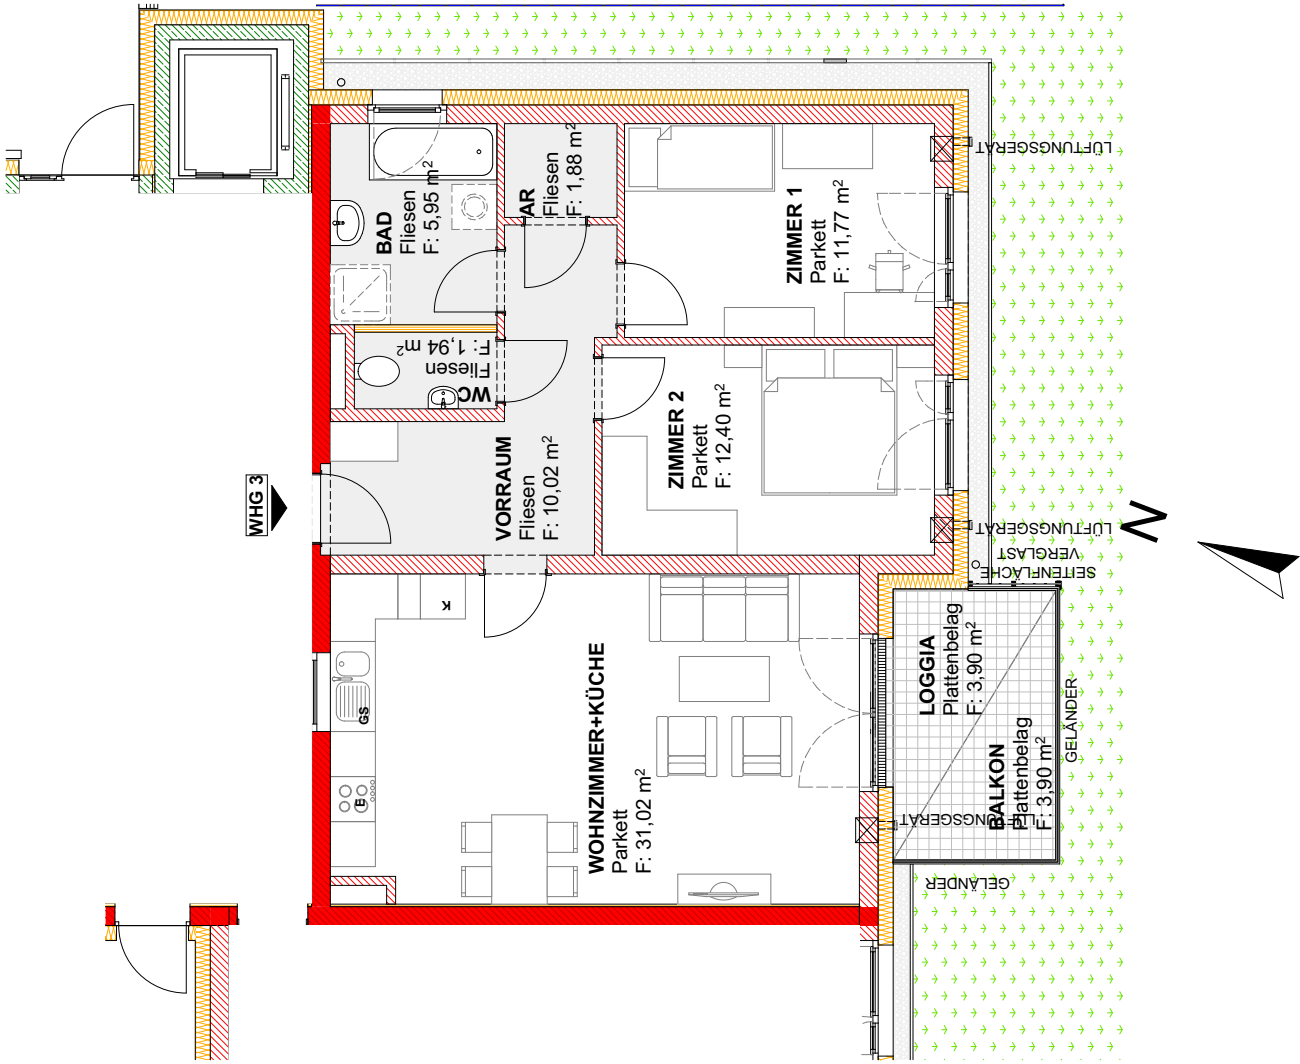 BAD
Fliesen
F: 5,95 m²
AR
Fliesen
F: 1,88 m²
ZIMMER 1
Parkett
F: 11,77 m²
LÜFTUNGSGERÄT
WC
Fliesen
F: 1,94 m²
WHG 3
VORRAUM
Fliesen
F: 10,02 m²
ZIMMER 2
Parkett
F: 12,40 m²
LÜFTUNGSGERÄT
SEITENFLÄCHE
VERGLAST
N
K
GS
E
WOHNZIMMER+KÜCHE
Parkett
F: 31,02 m²
LOGGIA
Plattenbelag
F: 3,90 m²
BALKON
Plattenbelag
F: 3,90 m²
GELÄNDER
LÜFTUNGSGERÄT
GELÄNDER